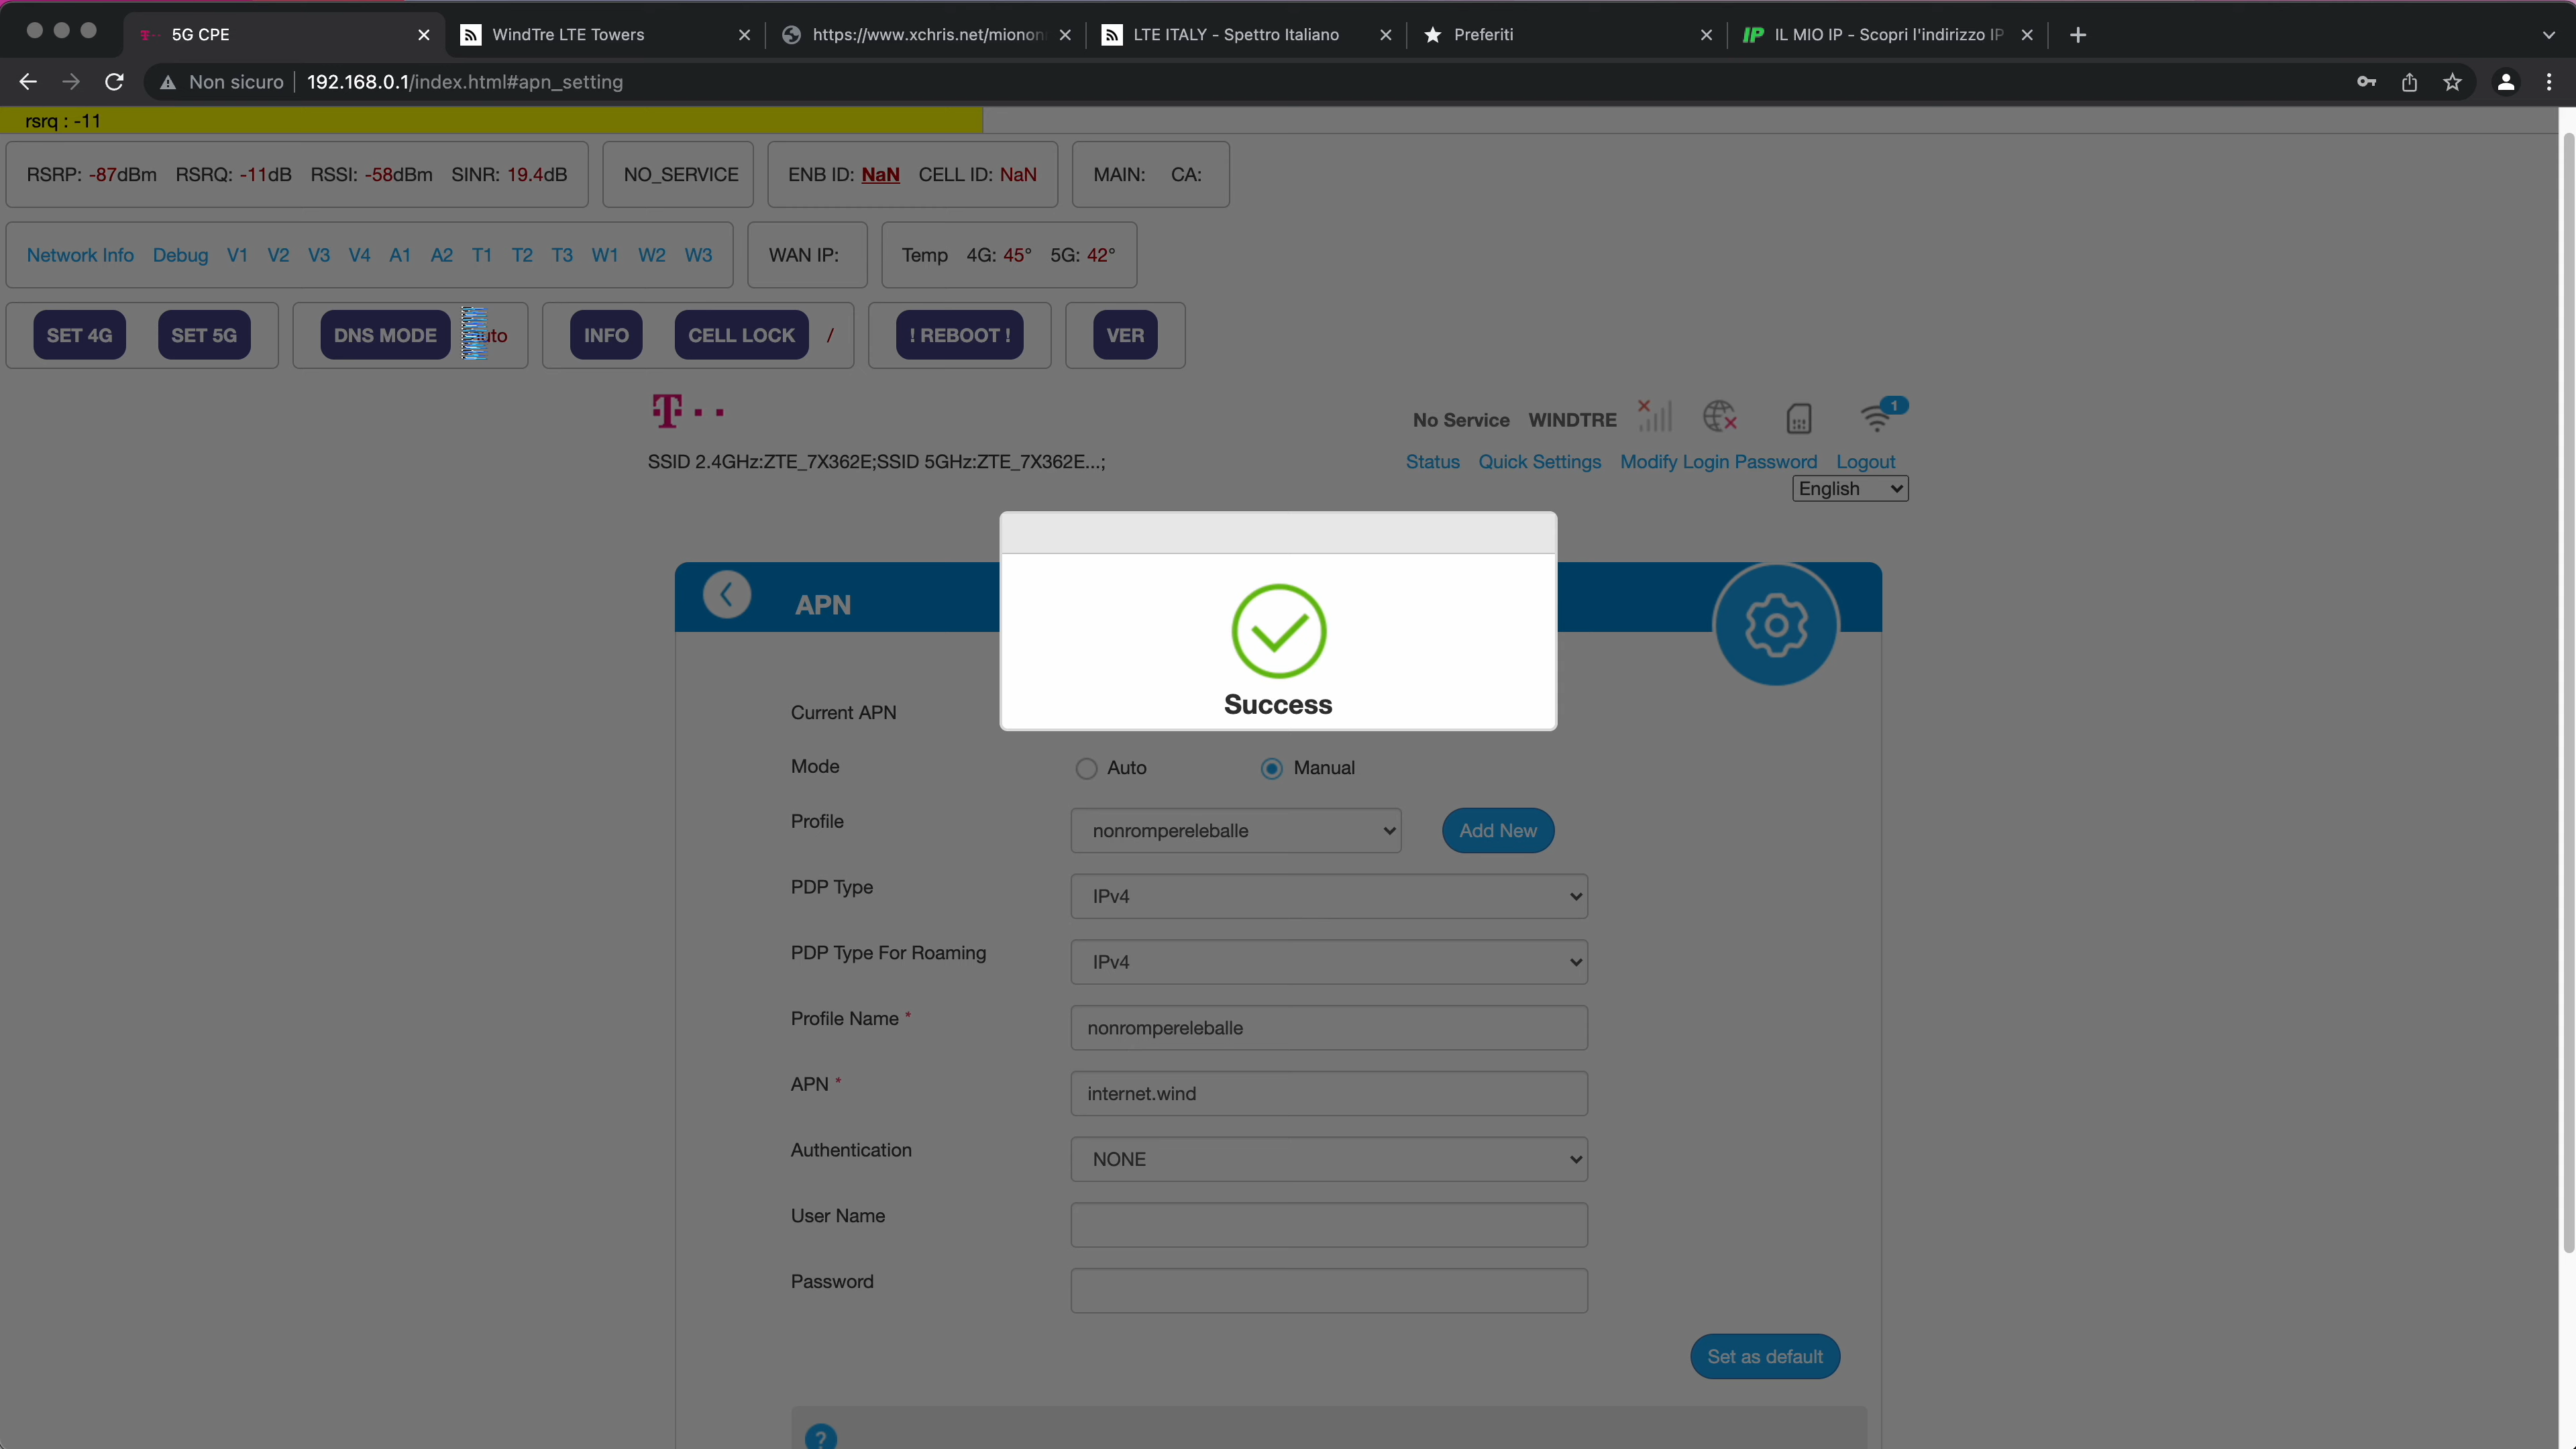 5G CPE
WindTre LTE Towers
https://www.xchris.net/mionon
LTE ITALY - Spettro Italiano
Preferiti
IP IL MIO IP - Scopri l'indirizzo IP
Non sicuro 192.168.0.1/index.html#apn_setting
rsrq : -11
RSRP: -87dBm RSRQ: -11dB RSSI: -58dBm SINR: 19.4dB
NO_SERVICE
ENB ID: NaN CELL ID: NaN
MAIN: CA:
Network Info Debug V1 V2 V3 V4 A1 A2 T1 T2 T3 W1 W2 W3
WAN IP:
Temp 4G: 45° 5G: 42°
SET 4G SET 5G
DNS MODE
INFO CELL LOCK /
! REBOOT !
VER
T
No Service WINDTRE
1
SSID 2.4GHz:ZTE_7X362E;SSID 5GHz:ZTE_7X362E...;
Status Quick Settings Modify Login Password Logout
English
APN
Success
Current APN
Mode Auto Manual
Profile nonrompereleballe Add New
PDP Type IPv4
PDP Type For Roaming IPv4
Profile Name * nonrompereleballe
APN * internet.wind
Authentication NONE
User Name
Password
Set as default
?